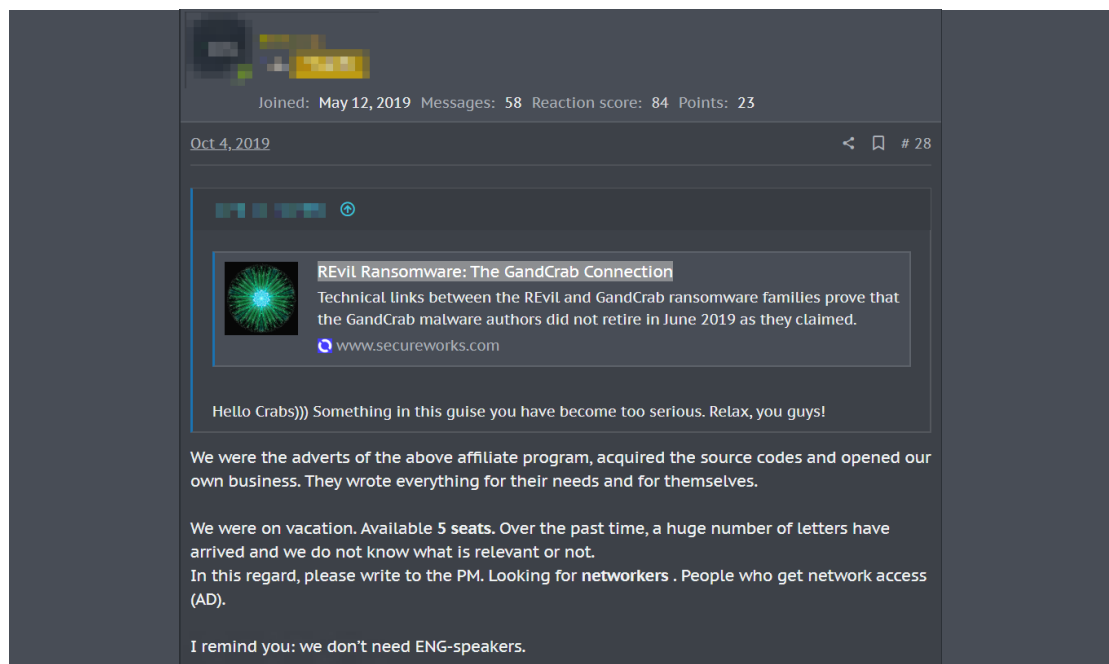 Joined: May 12, 2019 Messages: 58 Reaction score: 84 Points: 23
Oct 4, 2019 # 28
REvil Ransomware: The GandCrab Connection
Technical links between the REvil and GandCrab ransomware families prove that
the GandCrab malware authors did not retire in June 2019 as they claimed.
www.secureworks.com
Hello Crabs))) Something in this guise you have become too serious. Relax, you guys!
We were the adverts of the above affiliate program, acquired the source codes and opened our
own business. They wrote everything for their needs and for themselves.
We were on vacation. Available 5 seats. Over the past time, a huge number of letters have
arrived and we do not know what is relevant or not.
In this regard, please write to the PM. Looking for networkers . People who get network access
(AD).
I remind you: we don't need ENG-speakers.